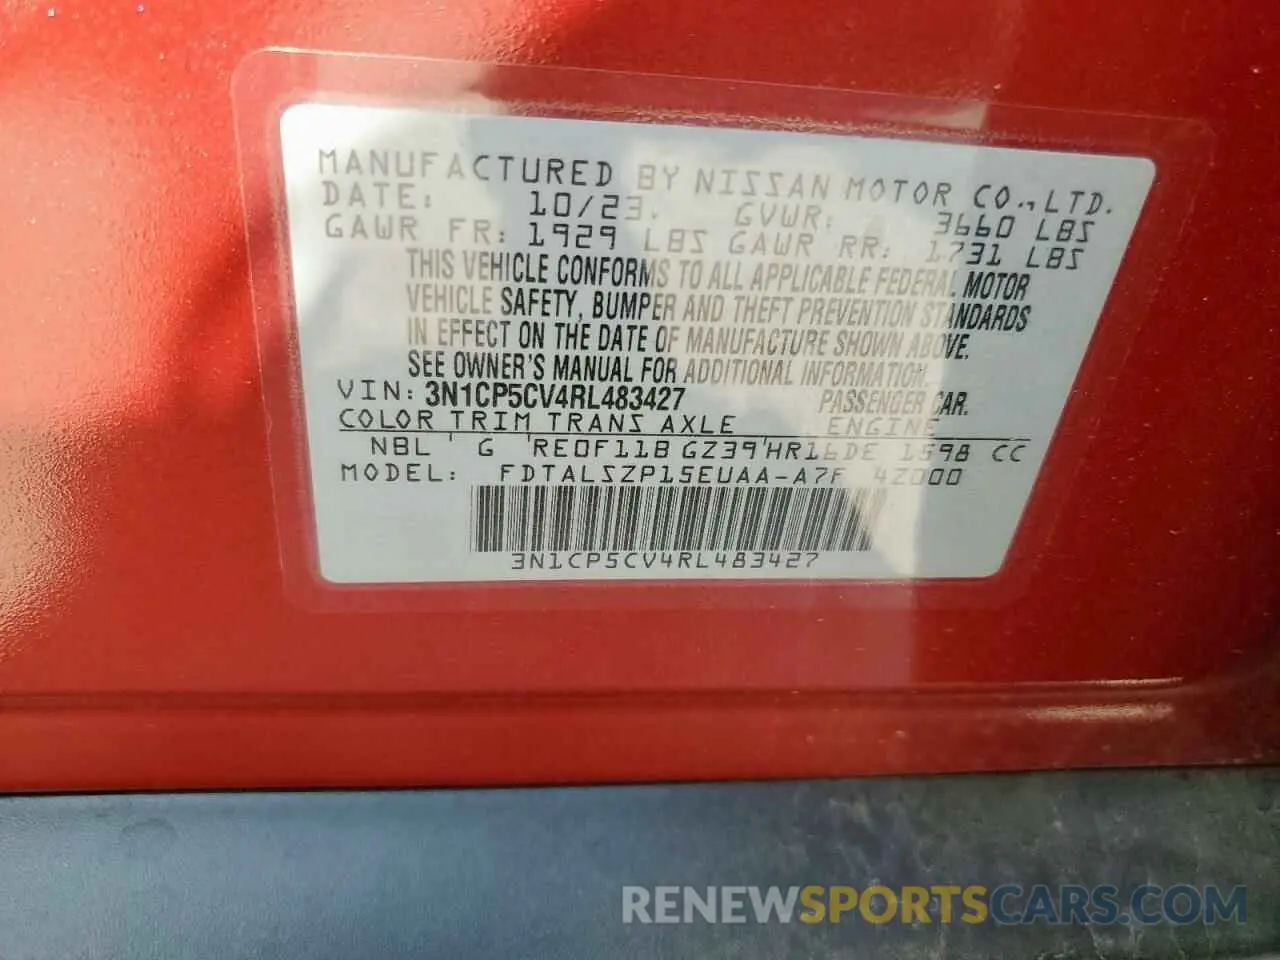 MANUFACTURED BY NISSAN MOTOR CO.,LTD.
DATE: 10/23. GVWR: 3660 LBS
GAWR FR: 1929 LBS GAWR RR: 1731 LBS
THIS VEHICLE CONFORMS TO ALL APPLICABLE FEDERAL MOTOR
VEHICLE SAFETY, BUMPER AND THEFT PREVENTION STANDARDS
IN EFFECT ON THE DATE OF MANUFACTURE SHOWN ABOVE.
SEE OWNER'S MANUAL FOR ADDITIONAL INFORMATION.
VIN: 3N1CP5CV4RL483427 PASSENGER CAR.
COLOR TRIM TRANS AXLE ENGINE
NBL G RE0F11B GZ39 HR16DE 1598 CC
MODEL: FDTALSZP15EUAA-A7F 4Z000
3N1CP5CV4RL483427
RENEWSPORTSCARS.COM